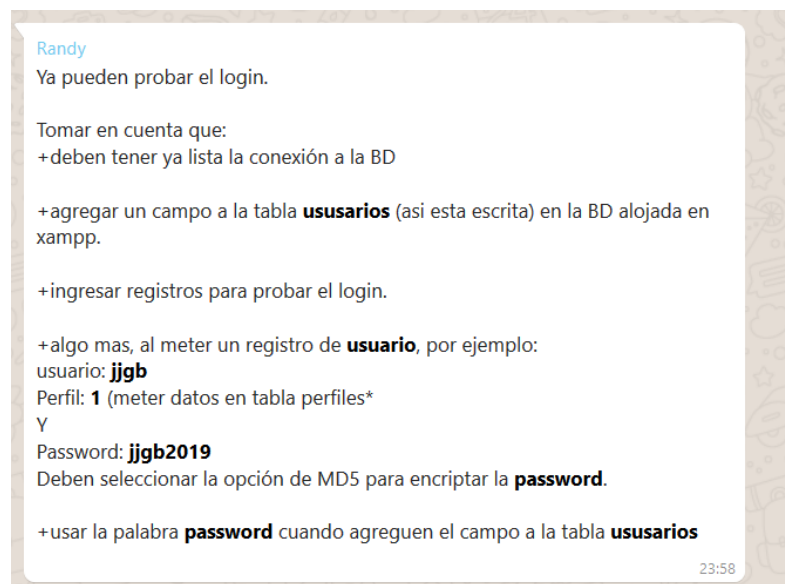 Randy
Ya pueden probar el login.
Tomar en cuenta que:
+deben tener ya lista la conexión a la BD
+agregar un campo a la tabla ususarios (asi esta escrita) en la BD alojada en
xampp.
+ingresar registros para probar el login.
+algo mas, al meter un registro de usuario, por ejemplo:
usuario: jjgb
Perfil: 1 (meter datos en tabla perfiles*
Y
Password: jjgb2019
Deben seleccionar la opción de MD5 para encriptar la password.
+usar la palabra password cuando agreguen el campo a la tabla ususarios
23:58